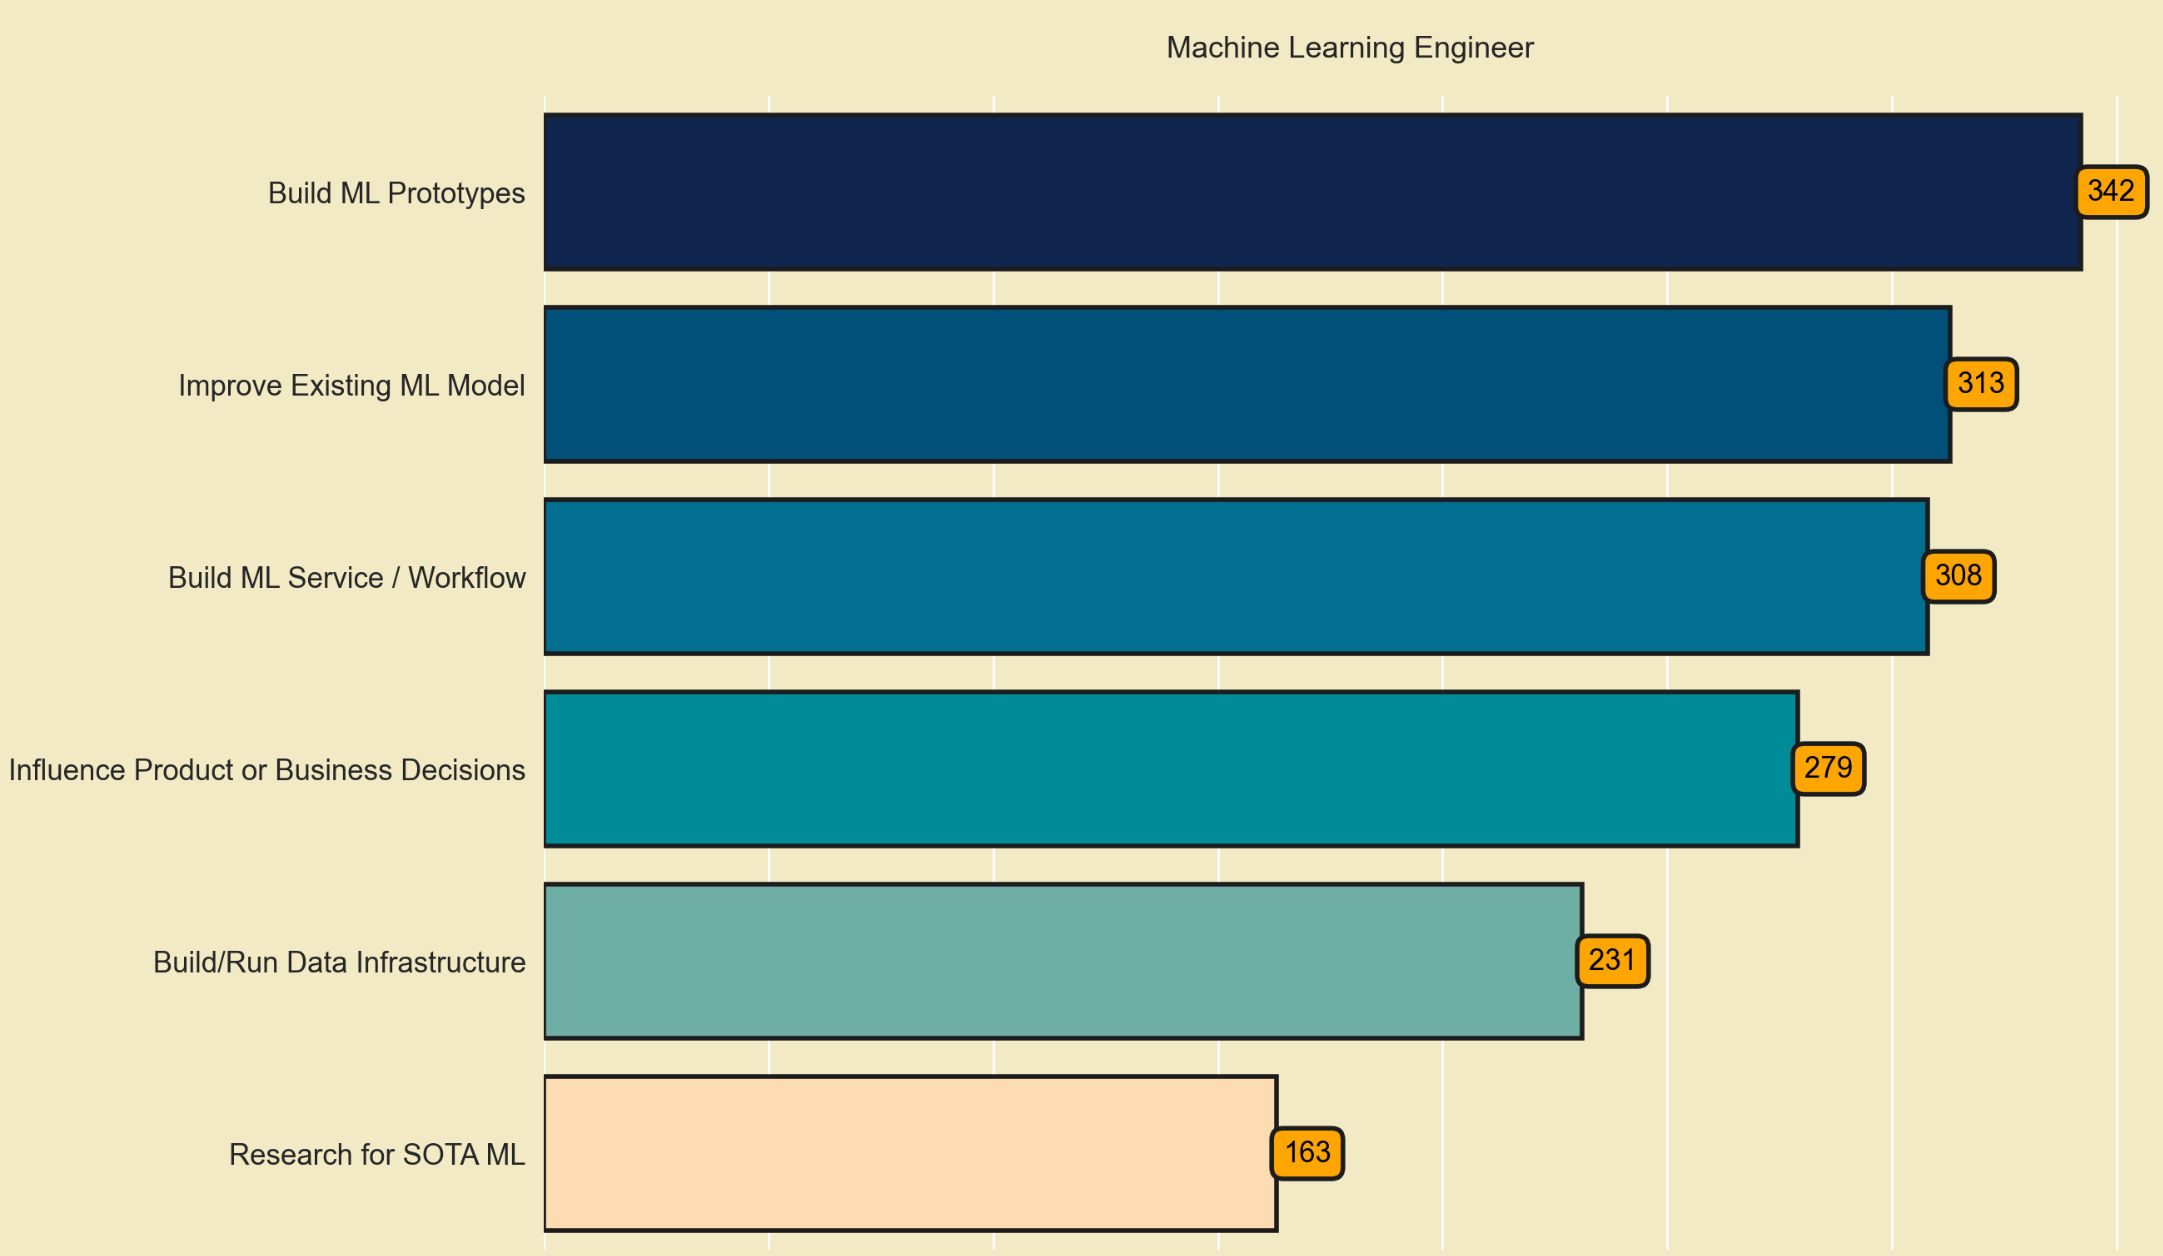 Machine Learning Engineer
Build ML Prototypes
342
Improve Existing ML Model
313
Build ML Service / Workflow
308
Influence Product or Business Decisions
279
Build/Run Data Infrastructure
231
Research for SOTA ML
163